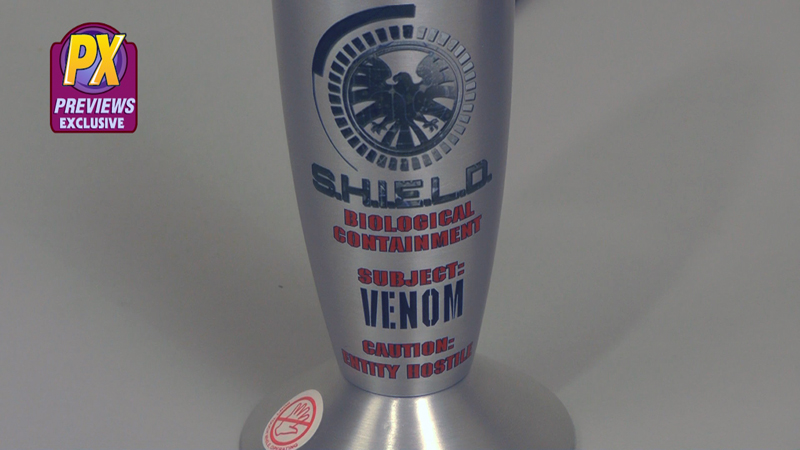 PX
PREVIEWS
EXCLUSIVE
S.H.I.E.L.D.
BIOLOGICAL
CONTAINMENT
SUBJECT:
VENOM
CAUTION:
ENTITY HOSTILE